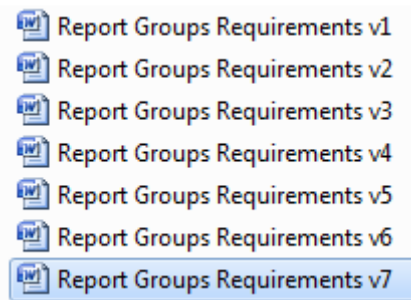 Report Groups Requirements v1
Report Groups Requirements v2
Report Groups Requirements v3
Report Groups Requirements v4
Report Groups Requirements v5
Report Groups Requirements v6
Report Groups Requirements v7